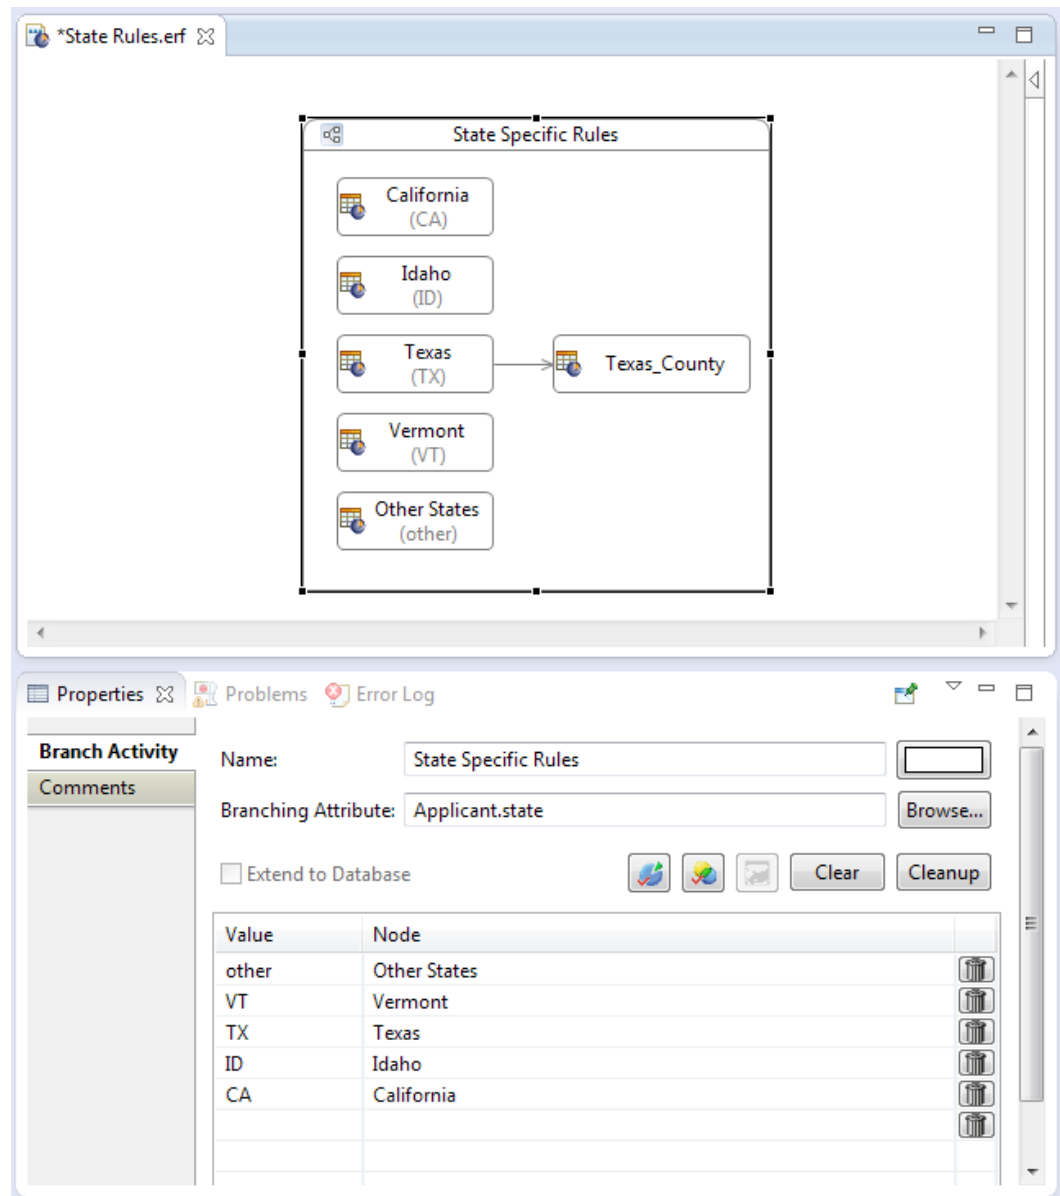 *State Rules.erf
State Specific Rules
California
(CA)
Idaho
(ID)
Texas
(TX)
Texas_County
Vermont
(VT)
Other States
(other)
Properties Problems Error Log
Branch Activity
Comments
Name: State Specific Rules
Branching Attribute: Applicant.state Browse...
Extend to Database Clear Cleanup
Value Node
other Other States
VT Vermont
TX Texas
ID Idaho
CA California